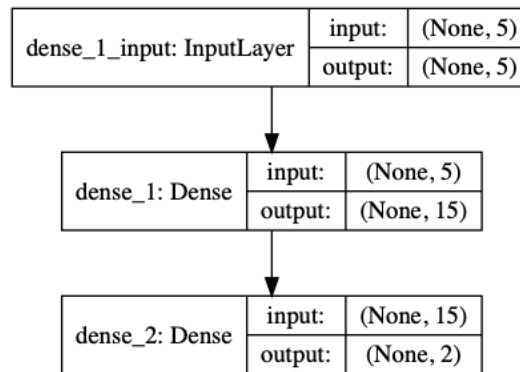 dense_1_input: InputLayer
input: (None, 5)
output: (None, 5)
dense_1: Dense
input: (None, 5)
output: (None, 15)
dense_2: Dense
input: (None, 15)
output: (None, 2)